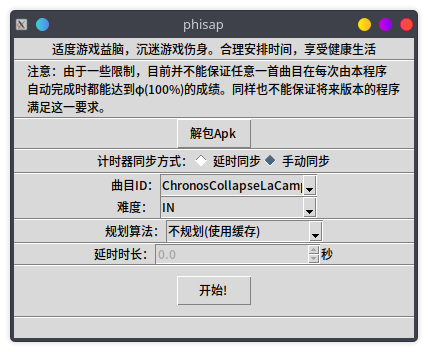 phisap
适度游戏益脑，沉迷游戏伤身。合理安排时间，享受健康生活
注意：由于一些限制，目前并不能保证任意一首曲目在每次由本程序
自动完成时都能达到φ(100%)的成绩。同样也不能保证将来版本的程序
满足这一要求。
解包Apk
计时器同步方式： 延时同步 手动同步
曲目ID： ChronosCollapseLaCamp
难度： IN
规划算法： 不规划(使用缓存)
延时时长： 0.0 秒
开始!